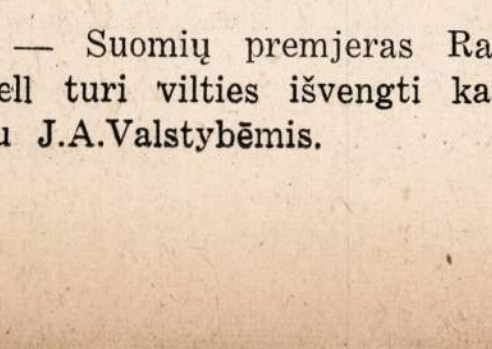 — Suomių premjeras Ra
ell turi vilties išvengti ka
u J.A.Valstybēmis.